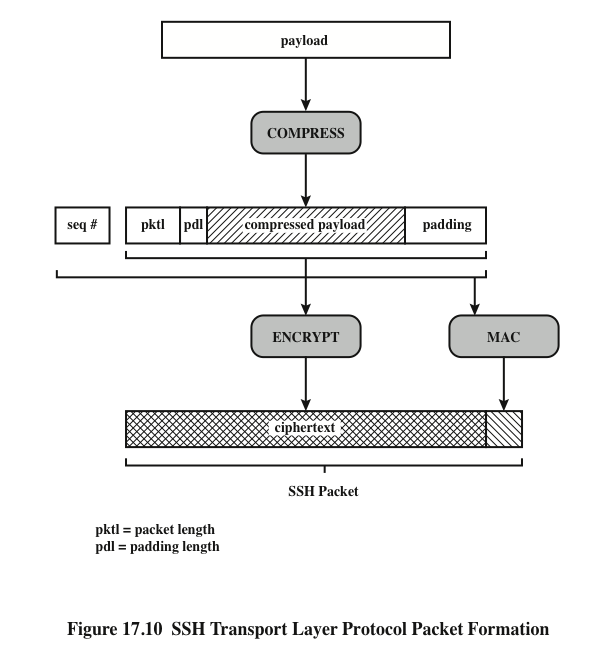 payload
COMPRESS
seq # pktl pdl compressed payload padding
ENCRYPT MAC
ciphertext
SSH Packet
pktl = packet length
pdl = padding length
Figure 17.10 SSH Transport Layer Protocol Packet Formation